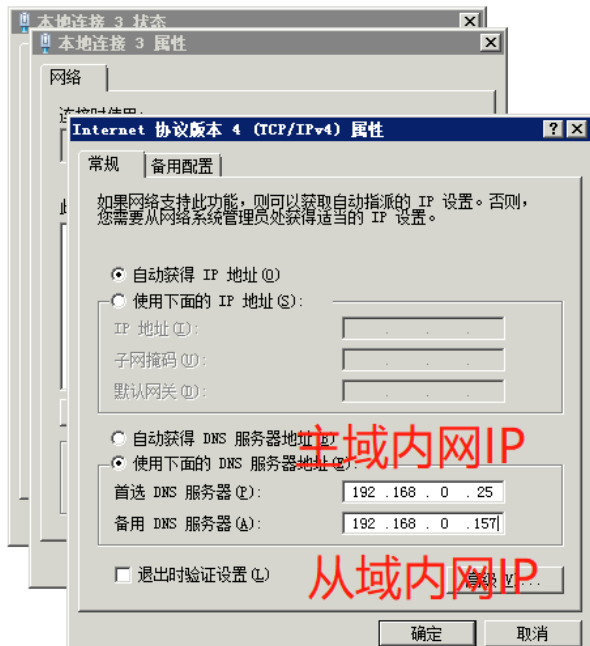 本地连接 3 状态
本地连接 3 属性
网络
连接时使用:
Internet 协议版本 4 (TCP/IPv4) 属性
常规
备用配置
如果网络支持此功能，则可以获取自动指派的 IP 设置。否则，
您需要从网络系统管理员处获得适当的 IP 设置。
自动获得 IP 地址(O)
使用下面的 IP 地址(S):
IP 地址(I):
子网掩码(U):
默认网关(D):
自动获得 DNS 服务器地址(B)
主域内网IP
使用下面的 DNS 服务器地址(E):
首选 DNS 服务器(P):
192 .168 . 0 . 25
备用 DNS 服务器(A):
192 .168 . 0 .157
退出时验证设置(L)
从域内网IP
高级(V)...
确定
取消